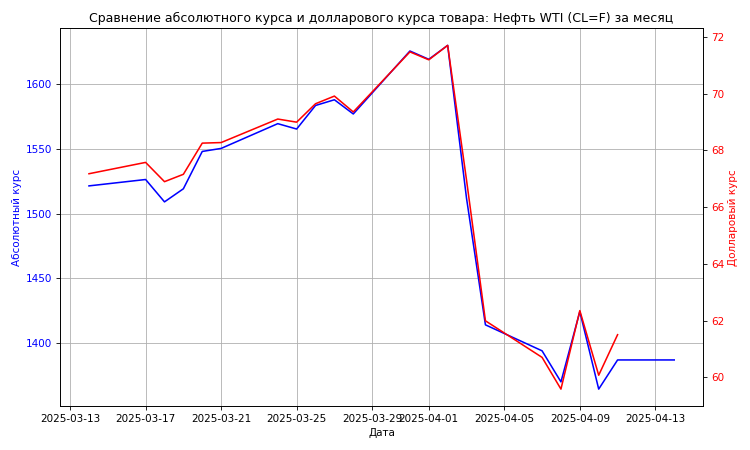 Сравнение абсолютного курса и долларового курса товара: Нефть WTI (CL=F) за месяц
1600
1550
1500
1450
1400
Абсолютный курс
72
70
68
66
64
62
60
Долларовый курс
2025-03-13 2025-03-17 2025-03-21 2025-03-25 2025-03-29 2025-04-01 2025-04-05 2025-04-09 2025-04-13
Дата